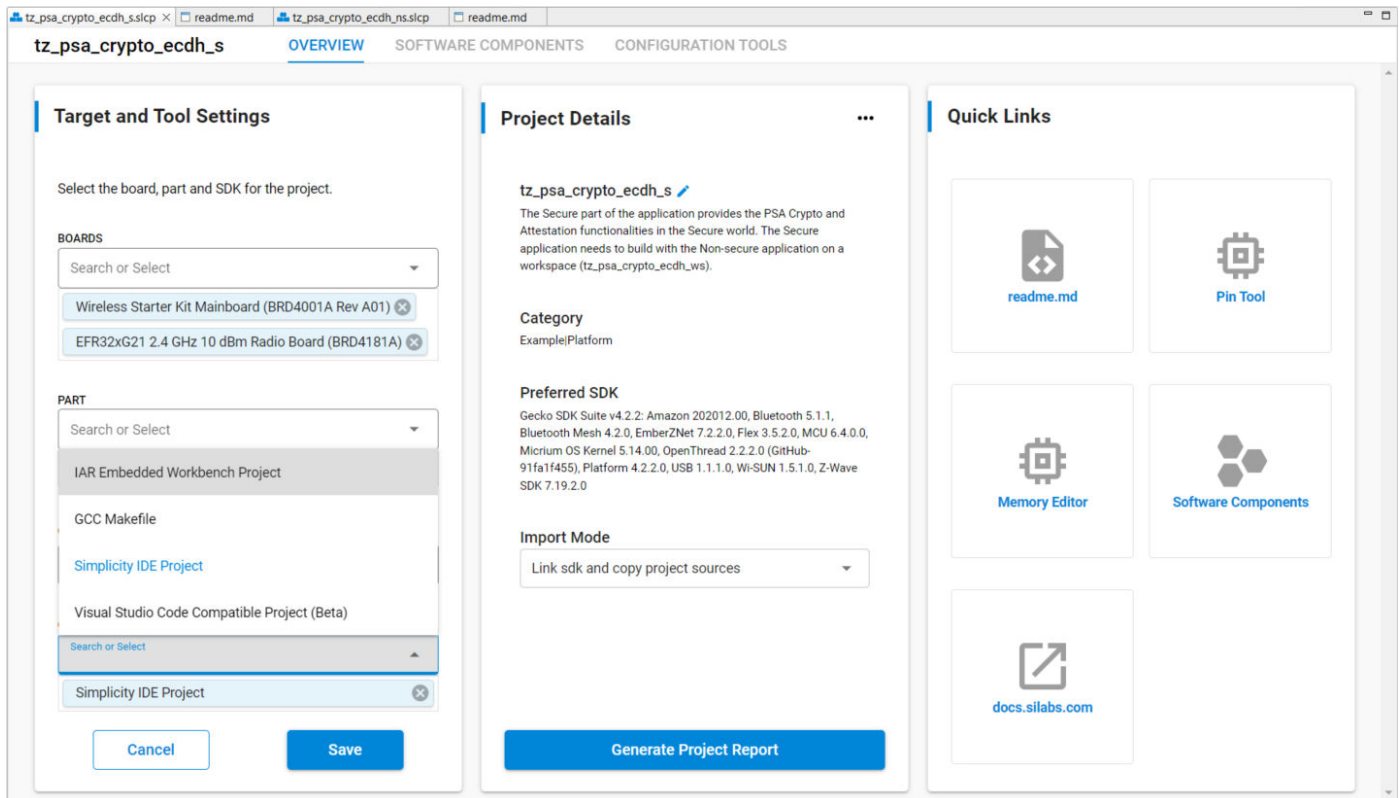 tz_psa_crypto_ecdh_s.slcp
readme.md
tz_psa_crypto_ecdh_ns.slcp
readme.md
tz_psa_crypto_ecdh_s
OVERVIEW
SOFTWARE COMPONENTS
CONFIGURATION TOOLS
Target and Tool Settings
Select the board, part and SDK for the project.
BOARDS
Search or Select
Wireless Starter Kit Mainboard (BRD4001A Rev A01)
EFR32xG21 2.4 GHz 10 dBm Radio Board (BRD4181A)
PART
Search or Select
IAR Embedded Workbench Project
GCC Makefile
Simplicity IDE Project
Visual Studio Code Compatible Project (Beta)
Search or Select
Simplicity IDE Project
Cancel
Save
Project Details
tz_psa_crypto_ecdh_s
The Secure part of the application provides the PSA Crypto and
Attestation functionalities in the Secure world. The Secure
application needs to build with the Non-secure application on a
workspace (tz_psa_crypto_ecdh_ws).
Category
Example|Platform
Preferred SDK
Gecko SDK Suite v4.2.2: Amazon 202012.00, Bluetooth 5.1.1,
Bluetooth Mesh 4.2.0, EmberZNet 7.2.2.0, Flex 3.5.2.0, MCU 6.4.0.0,
Micrium OS Kernel 5.14.00, OpenThread 2.2.2.0 (GitHub-
91fa1f455), Platform 4.2.2.0, USB 1.1.1.0, Wi-SUN 1.5.1.0, Z-Wave
SDK 7.19.2.0
Import Mode
Link sdk and copy project sources
Generate Project Report
Quick Links
readme.md
Pin Tool
Memory Editor
Software Components
docs.silabs.com